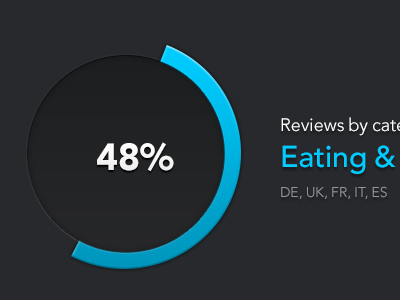 48%
Reviews by cate
Eating &
DE, UK, FR, IT, ES